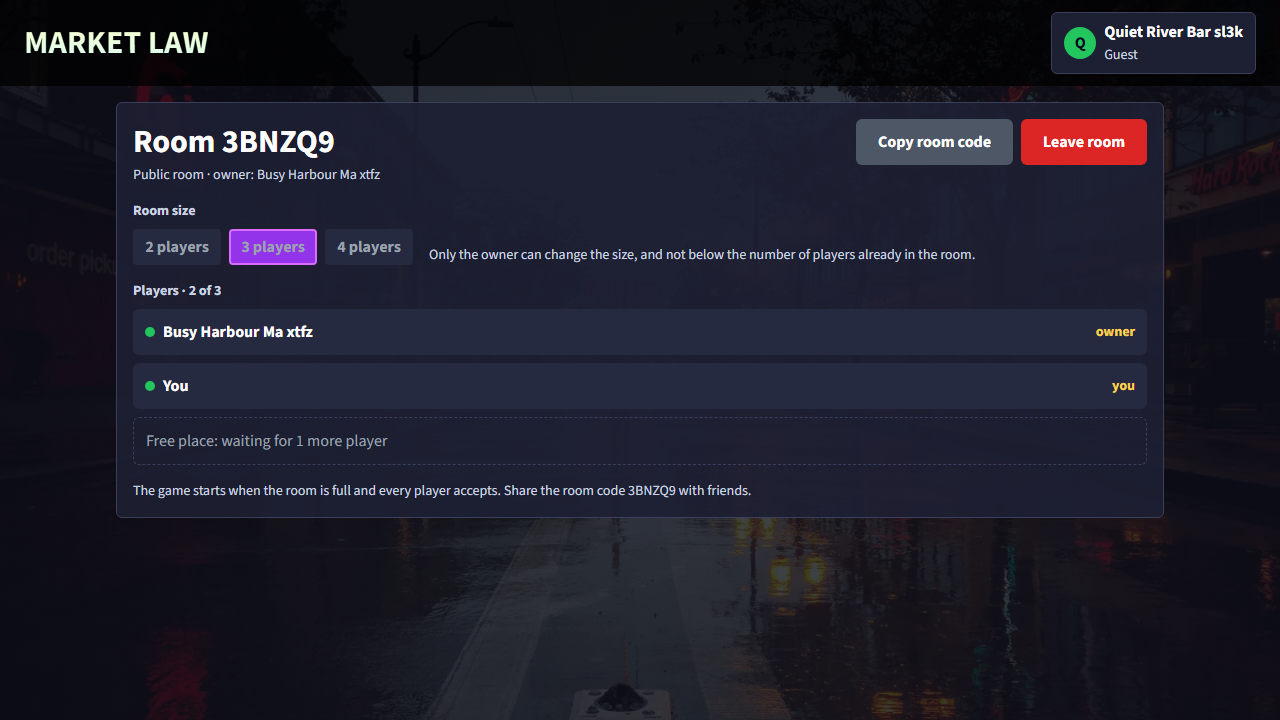 MARKET LAW
Q
Quiet River Bar sl3k
Guest
Room 3BNZQ9
Copy room code
Leave room
Public room · owner: Busy Harbour Ma xtfz
Room size
2 players
3 players
4 players
Only the owner can change the size, and not below the number of players already in the room.
Players · 2 of 3
Busy Harbour Ma xtfz
owner
You
you
Free place: waiting for 1 more player
The game starts when the room is full and every player accepts. Share the room code 3BNZQ9 with friends.
order picku
Hard Rock